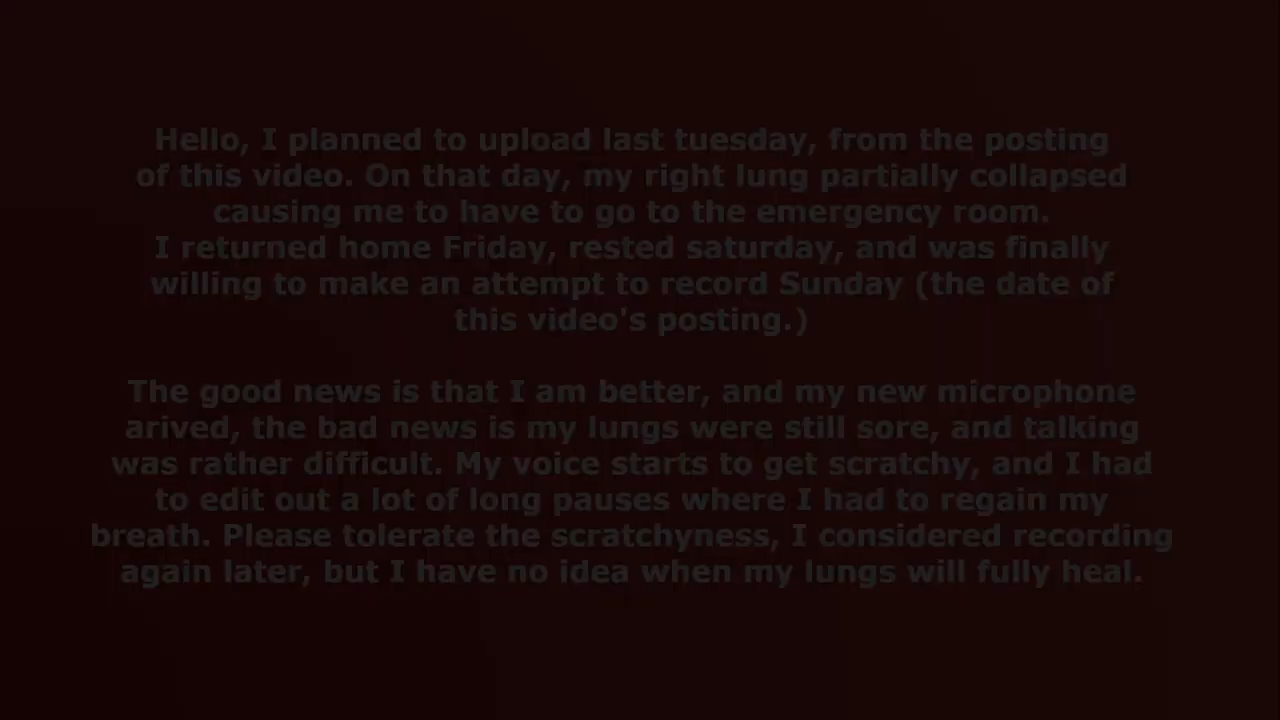 Hello, I planned to upload last tuesday, from the posting
of this video. On that day, my right lung partially collapsed
causing me to have to go to the emergency room.
I returned home Friday, rested saturday, and was finally
willing to make an attempt to record Sunday (the date of
this video's posting.)
The good news is that I am better, and my new microphone
arived, the bad news is my lungs were still sore, and talking
was rather difficult. My voice starts to get scratchy, and I had
to edit out a lot of long pauses where I had to regain my
breath. Please tolerate the scratchyness, I considered recording
again later, but I have no idea when my lungs will fully heal.